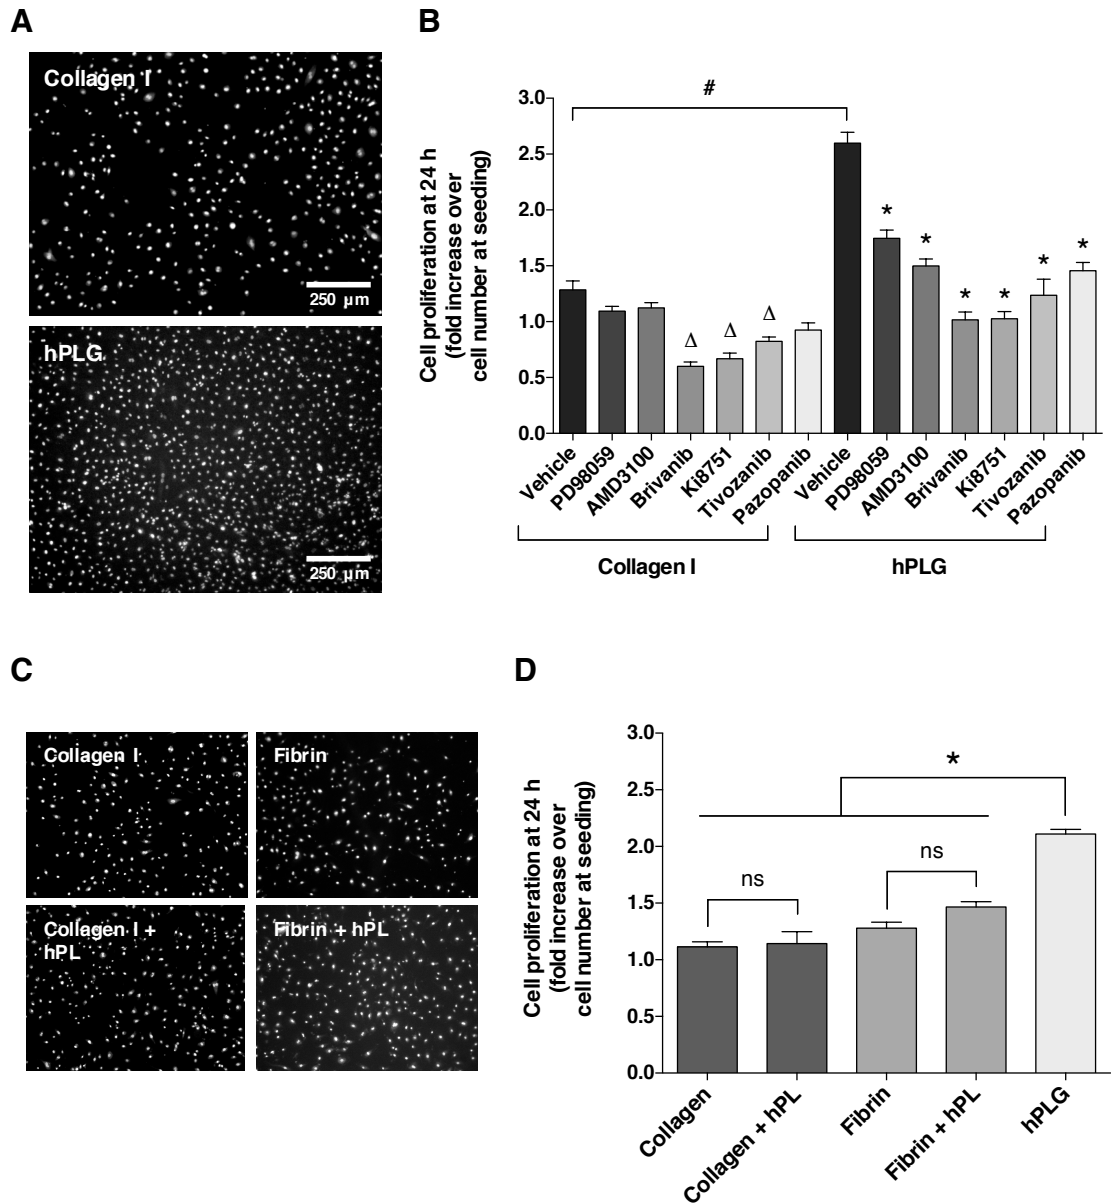 A
Collagen I
250 µm
hPLG
250 µm
B
Cell proliferation at 24 h
(fold increase over
cell number at seeding)
3.0
2.5
2.0
1.5
1.0
0.5
0.0
#
Δ
Δ
Δ
*
*
*
*
*
*
Vehicle
PD98059
AMD3100
Brivanib
Ki8751
Tivozanib
Pazopanib
Vehicle
PD98059
AMD3100
Brivanib
Ki8751
Tivozanib
Pazopanib
Collagen I
hPLG
C
Collagen I
Fibrin
Collagen I +
hPL
Fibrin + hPL
D
Cell proliferation at 24 h
(fold increase over
cell number at seeding)
3.0
2.5
2.0
1.5
1.0
0.5
0.0
*
ns
ns
Collagen
Collagen + hPL
Fibrin
Fibrin + hPL
hPLG